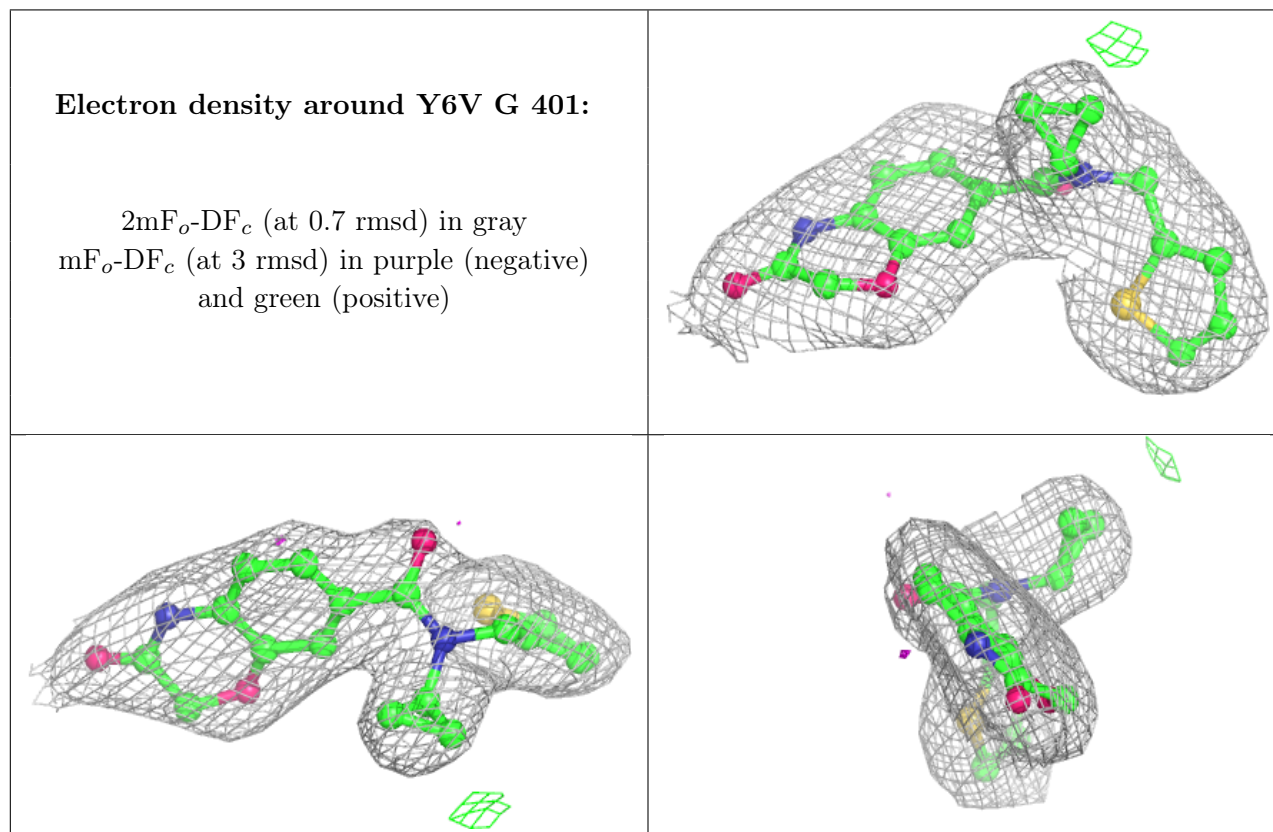 Electron density around Y6V G 401:
2mFo-DFc (at 0.7 rmsd) in gray
mFo-DFc (at 3 rmsd) in purple (negative)
and green (positive)